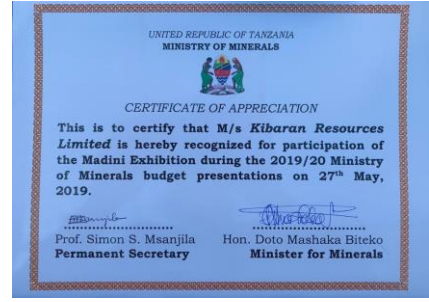 UNITED REPUBLIC OF TANZANIA
MINISTRY OF MINERALS
CERTIFICATE OF APPRECIATION
This is to certify that M/s Kibaran Resources
Limited is hereby recognized for participation of
the Madini Exhibition during the 2019/20 Ministry
of Minerals budget presentations on 27th May,
2019.
Prof. Simon S. Msanjila Hon. Doto Mashaka Biteko
Permanent Secretary Minister for Minerals